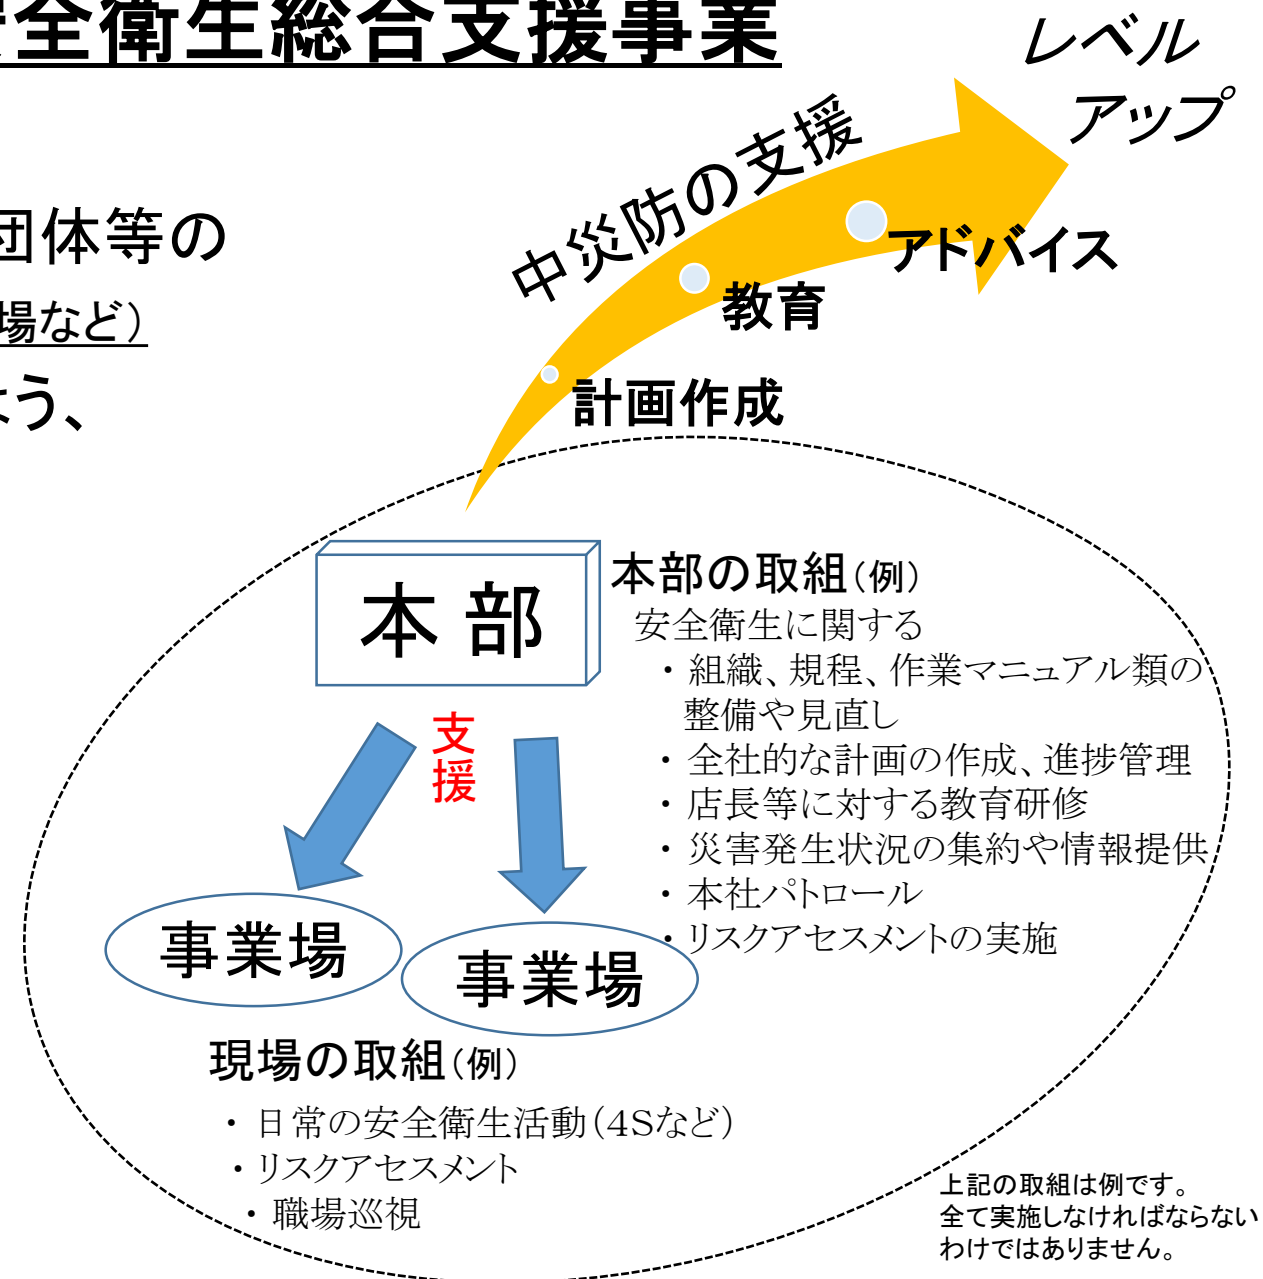 全衛生総合支援事業
レベル
アップ
中災防の支援
団体等の
場など）
よう、
アドバイス
教育
計画作成
本部
本部の取組（例）
安全衛生に関する
・組織、規程、作業マニュアル類の
整備や見直し
・全社的な計画の作成、進捗管理
・店長等に対する教育研修
・災害発生状況の集約や情報提供
・本社パトロール
・リスクアセスメントの実施
支援
事業場
事業場
現場の取組（例）
・日常の安全衛生活動（4Sなど）
・リスクアセスメント
・職場巡視
上記の取組は例です。
全て実施しなければならない
わけではありません。